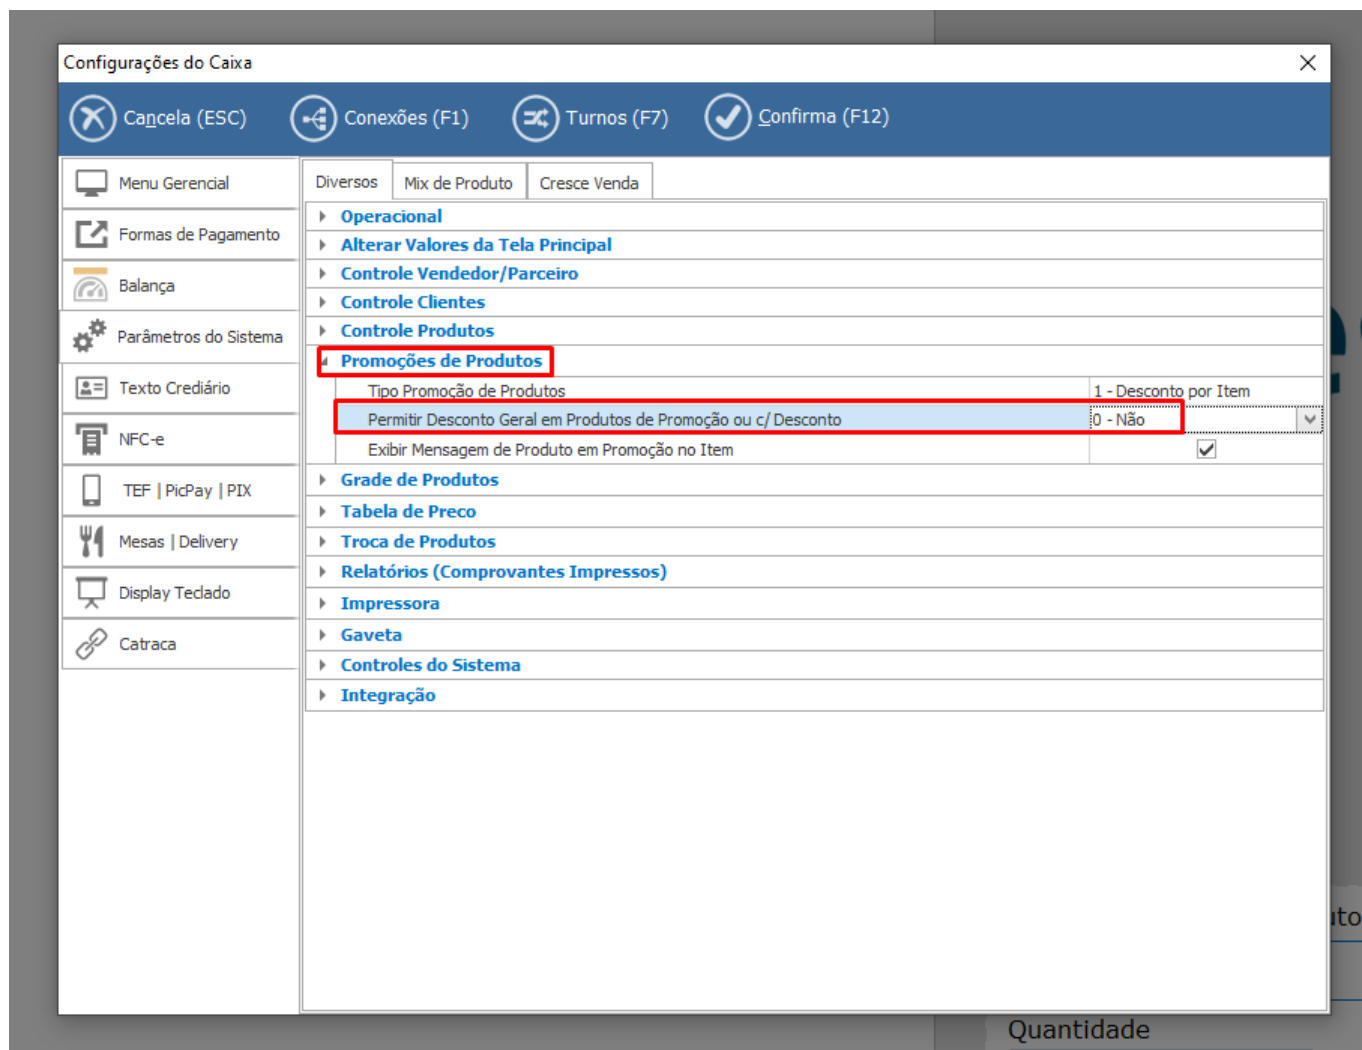 Configurações do Caixa
Cancela (ESC)
Conexões (F1)
Turnos (F7)
Confirma (F12)
Menu Gerencial
Formas de Pagamento
Balança
Parâmetros do Sistema
Texto Crediário
NFC-e
TEF | PicPay | PIX
Mesas | Delivery
Display Teclado
Catraca
Diversos
Mix de Produto
Cresce Venda
Operacional
Alterar Valores da Tela Principal
Controle Vendedor/Parceiro
Controle Clientes
Controle Produtos
Promoções de Produtos
Tipo Promoção de Produtos
1 - Desconto por Item
Permitir Desconto Geral em Produtos de Promoção ou c/ Desconto
0 - Não
Exibir Mensagem de Produto em Promoção no Item
Grade de Produtos
Tabela de Preco
Troca de Produtos
Relatórios (Comprovantes Impressos)
Impressora
Gaveta
Controles do Sistema
Integração
Quantidade